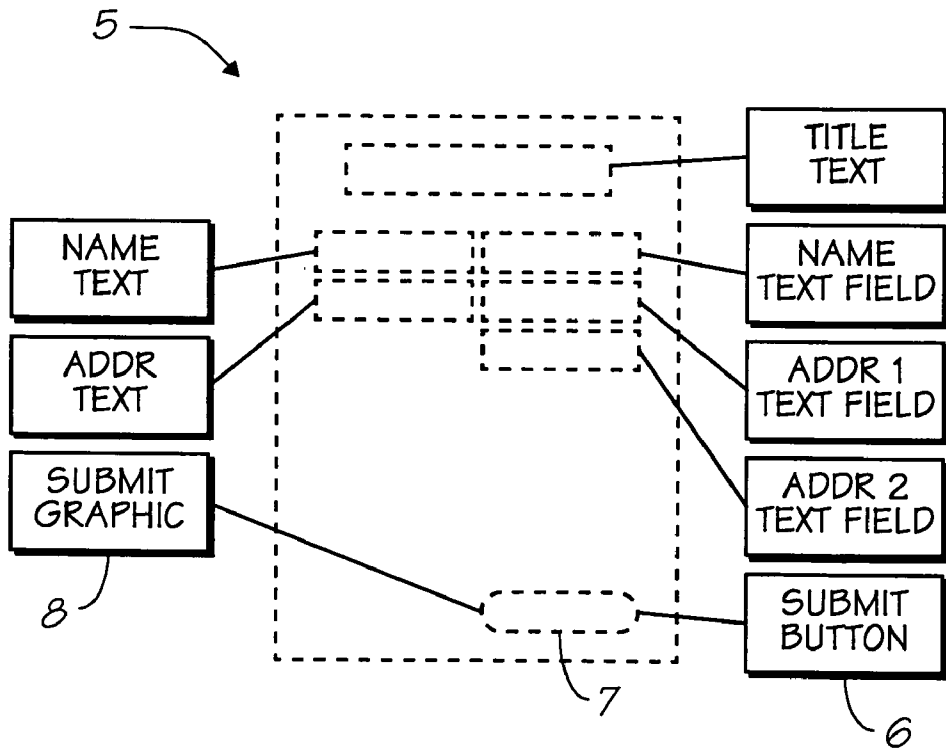 5
TITLE
TEXT
NAME
TEXT
NAME
TEXT FIELD
ADDR
TEXT
ADDR 1
TEXT FIELD
SUBMIT
GRAPHIC
ADDR 2
TEXT FIELD
8
SUBMIT
BUTTON
7
6